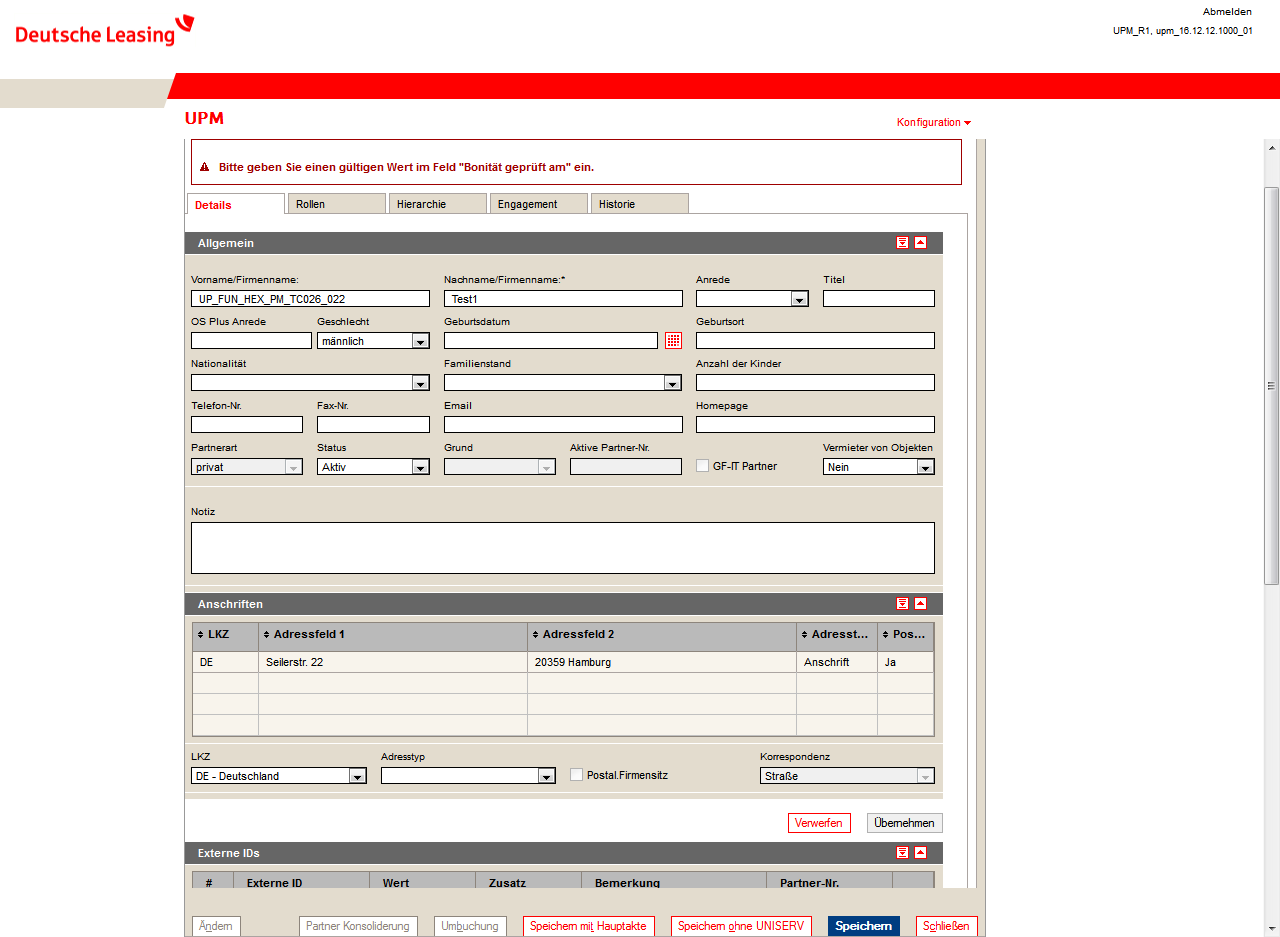 Deutsche Leasing
Abmelden
UPM_R1, upm_16.12.12.1000_01
UPM
Konfiguration
Bitte geben Sie einen gültigen Wert im Feld "Bonität geprüft am" ein.
Details Rollen Hierarchie Engagement Historie
Allgemein
Vorname/Firmenname: Nachname/Firmenname:* Anrede Titel
UP_FUN_HEX_PM_TC026_022 Test1
OS Plus Anrede Geschlecht Geburtsdatum Geburtsort
männlich
Nationalität Familienstand Anzahl der Kinder
Telefon-Nr. Fax-Nr. Email Homepage
Partnerart Status Grund Aktive Partner-Nr. Vermieter von Objekten
privat Aktiv GF-IT Partner Nein
Notiz
Anschriften
LKZ Adressfeld 1 Adressfeld 2 Adresst... Pos...
DE Seilerstr. 22 20359 Hamburg Anschrift Ja
LKZ Adresstyp Korrespondenz
DE - Deutschland Postal.Firmensitz Straße
Verwerfen Übernehmen
Externe IDs
# Externe ID Wert Zusatz Bemerkung Partner-Nr.
Ändern Partner Konsolidierung Umbuchung Speichern mit Hauptakte Speichern ohne UNISERV Speichern Schließen